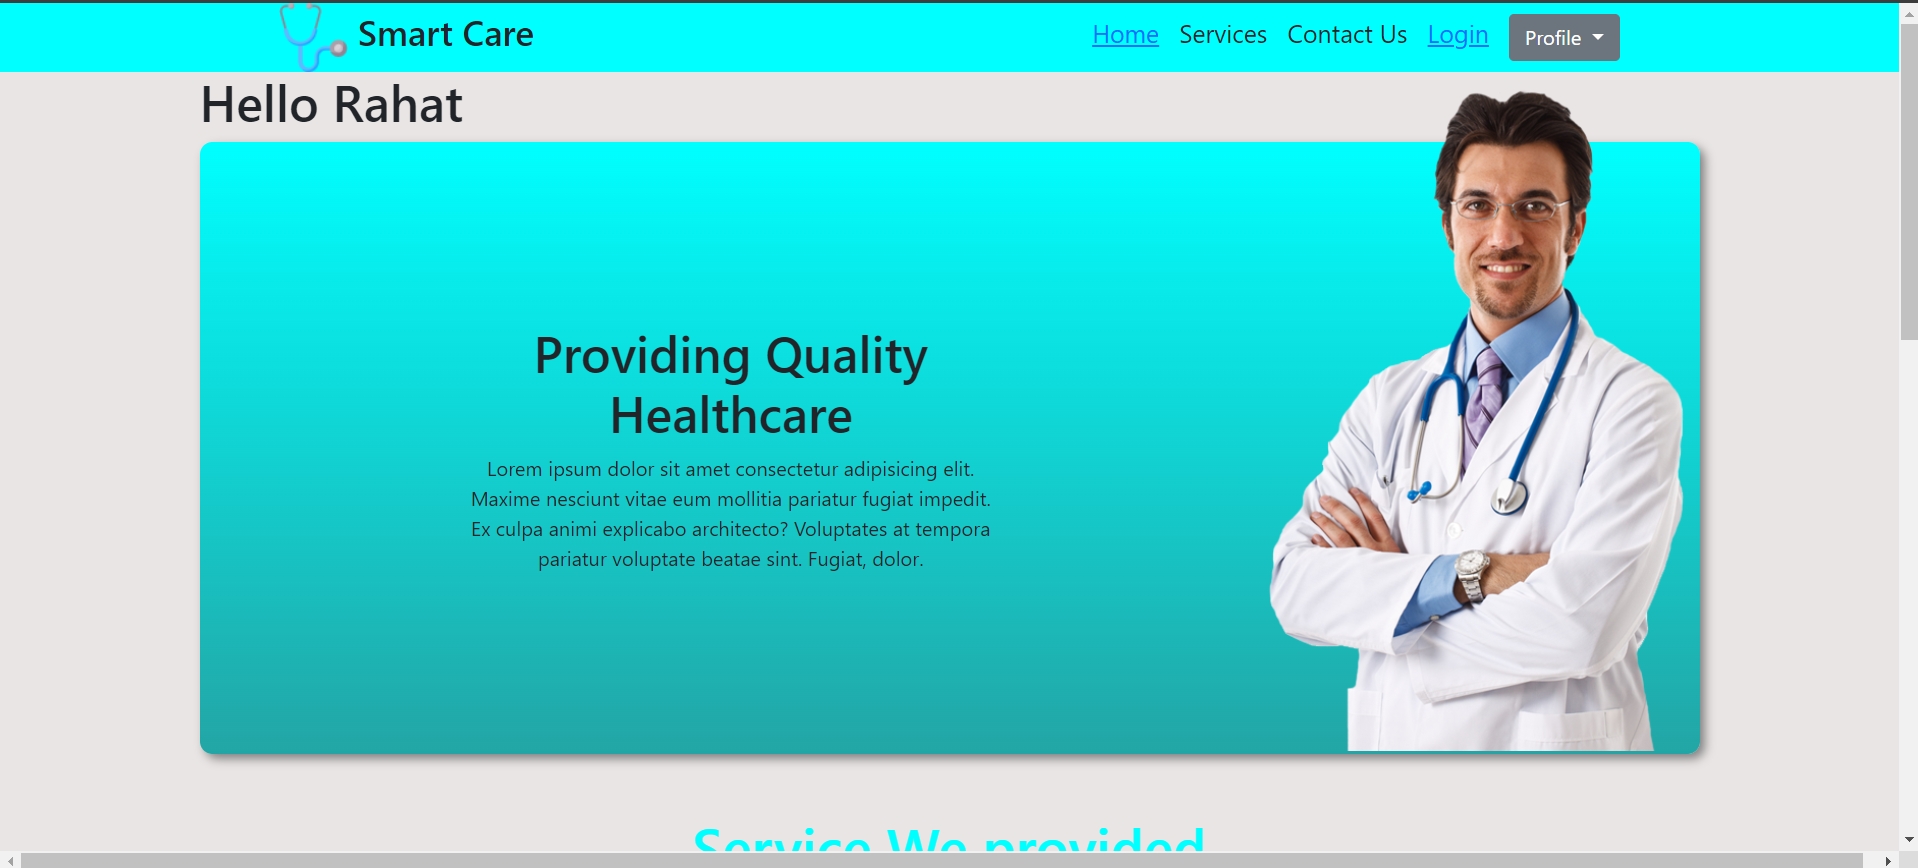 Smart Care
Home Services Contact Us Login Profile
Hello Rahat
Providing Quality
Healthcare
Lorem ipsum dolor sit amet consectetur adipisicing elit.
Maxime nesciunt vitae eum mollitia pariatur fugiat impedit.
Ex culpa animi explicabo architecto? Voluptates at tempora
pariatur voluptate beatae sint. Fugiat, dolor.
Service We provided